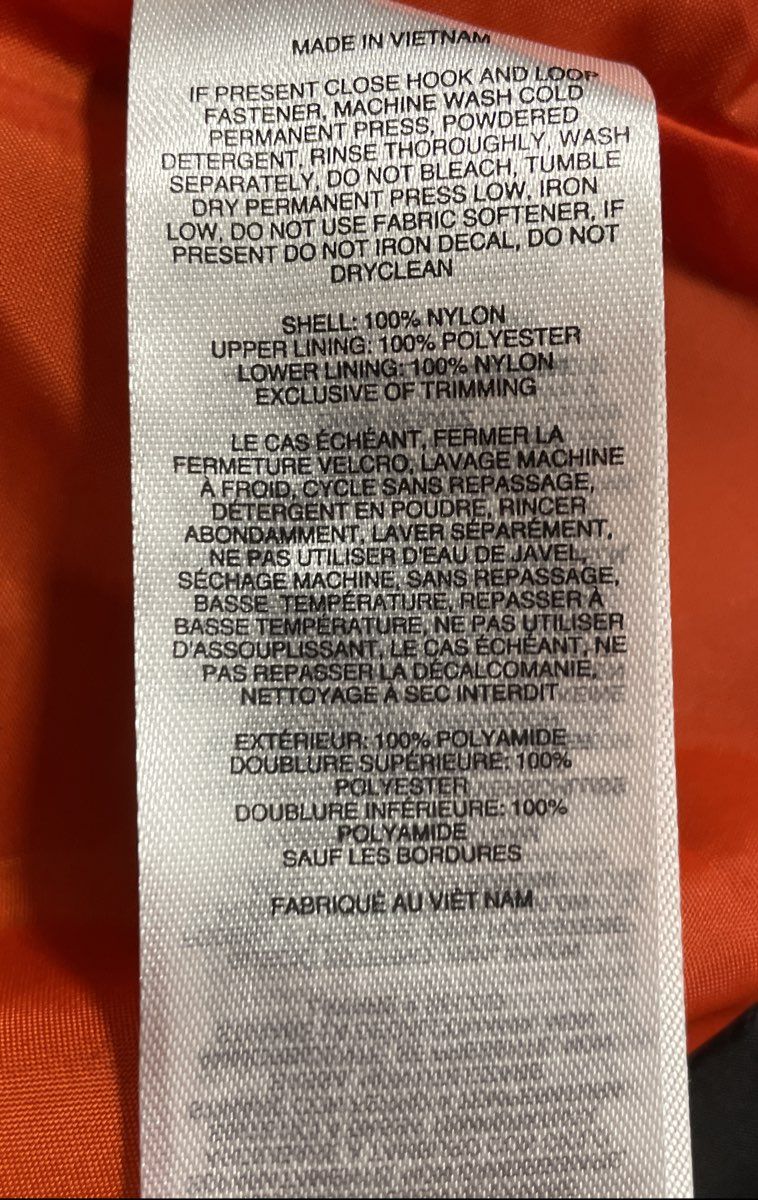 MADE IN VIETNAM
IF PRESENT CLOSE HOOK AND LOOP
FASTENER, MACHINE WASH COLD
PERMANENT PRESS, POWDERED
DETERGENT, RINSE THOROUGHLY, WASH
SEPARATELY, DO NOT BLEACH, TUMBLE
DRY PERMANENT PRESS LOW, IRON
LOW, DO NOT USE FABRIC SOFTENER, IF
PRESENT DO NOT IRON DECAL, DO NOT
DRYCLEAN
SHELL: 100% NYLON
UPPER LINING: 100% POLYESTER
LOWER LINING: 100% NYLON
EXCLUSIVE OF TRIMMING
LE CAS ÉCHÉANT, FERMER LA
FERMETURE VELCRO, LAVAGE MACHINE
À FROID, CYCLE SANS REPASSAGE,
DÉTERGENT EN POUDRE, RINCER
ABONDAMMENT, LAVER SÉPARÉMENT,
NE PAS UTILISER D'EAU DE JAVEL,
SÉCHAGE MACHINE, SANS REPASSAGE,
BASSE TEMPÉRATURE, REPASSER À
BASSE TEMPÉRATURE, NE PAS UTILISER
D'ASSOUPLISSANT, LE CAS ÉCHÉANT, NE
PAS REPASSER LA DÉCALCOMANIE,
NETTOYAGE À SEC INTERDIT
EXTÉRIEUR: 100% POLYAMIDE
DOUBLURE SUPÉRIEURE: 100%
POLYESTER
DOUBLURE INFÉRIEURE: 100%
POLYAMIDE
SAUF LES BORDURES
FABRIQUÉ AU VIÊT NAM